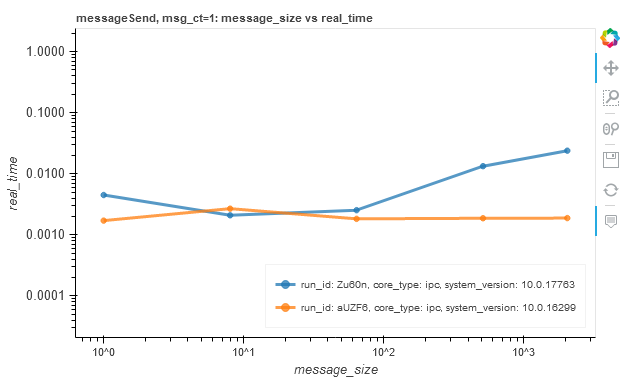 messageSend, msg_ct=1: message_size vs real_time
real_time
1.0000
0.1000
0.0100
0.0010
0.0001
run_id: Zu60n, core_type: ipc, system_version: 10.0.17763
run_id: aUZF6, core_type: ipc, system_version: 10.0.16299
10^0
10^1
10^2
10^3
message_size